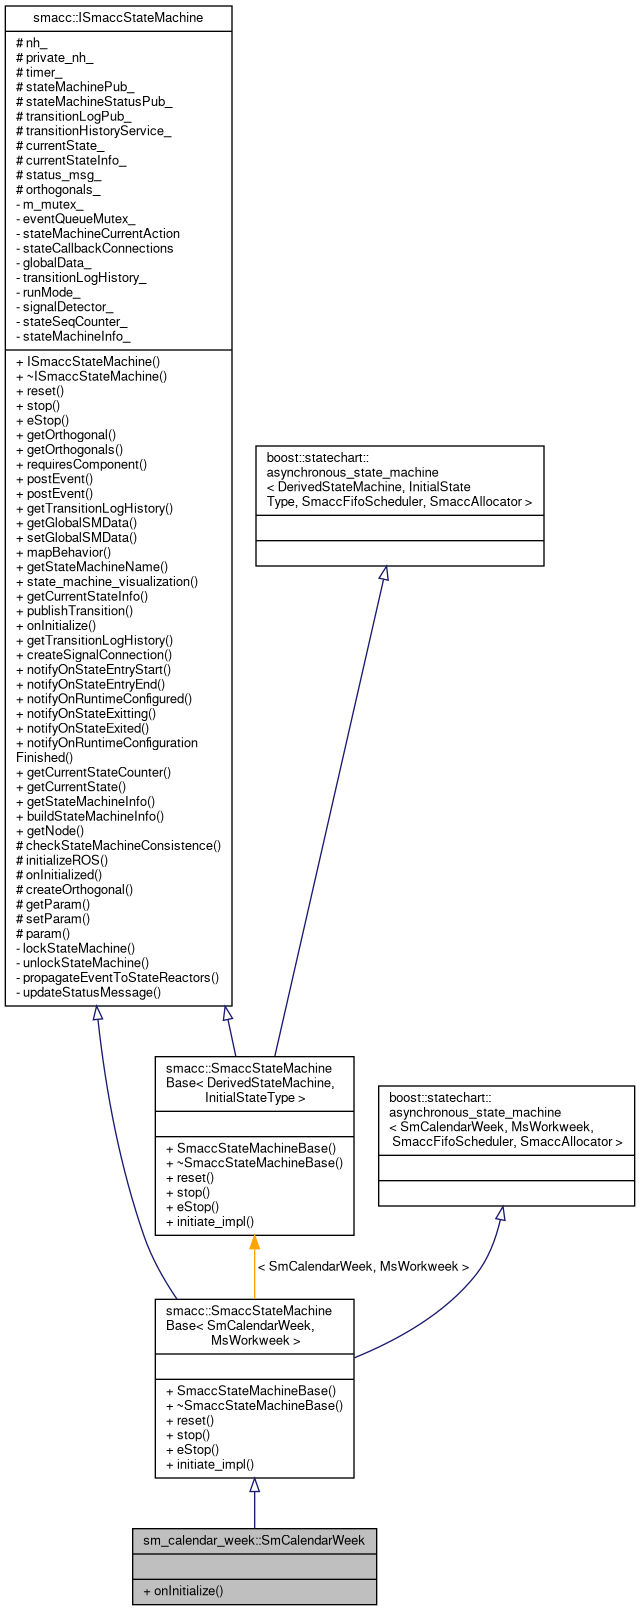 smacc::ISmaccStateMachine
# nh_
# private_nh_
# timer_
# stateMachinePub_
# stateMachineStatusPub_
# transitionLogPub_
# transitionHistoryService_
# currentState_
# currentStateInfo_
# status_msg_
# orthogonals_
- m_mutex_
- eventQueueMutex_
- stateMachineCurrentAction
- stateCallbackConnections
- globalData_
- transitionLogHistory_
- runMode_
- signalDetector_
- stateSeqCounter_
- stateMachineInfo_
+ ISmaccStateMachine()
+ ~ISmaccStateMachine()
+ reset()
+ stop()
+ eStop()
+ getOrthogonal()
+ getOrthogonals()
+ requiresComponent()
+ postEvent()
+ postEvent()
+ getTransitionLogHistory()
+ getGlobalSMData()
+ setGlobalSMData()
+ mapBehavior()
+ getStateMachineName()
+ state_machine_visualization()
+ getCurrentStateInfo()
+ publishTransition()
+ onInitialize()
+ getTransitionLogHistory()
+ createSignalConnection()
+ notifyOnStateEntryStart()
+ notifyOnStateEntryEnd()
+ notifyOnRuntimeConfigured()
+ notifyOnStateExitting()
+ notifyOnStateExited()
+ notifyOnRuntimeConfiguration
Finished()
+ getCurrentStateCounter()
+ getCurrentState()
+ getStateMachineInfo()
+ buildStateMachineInfo()
+ getNode()
# checkStateMachineConsistence()
# initializeROS()
# onInitialized()
# createOrthogonal()
# getParam()
# setParam()
# param()
- lockStateMachine()
- unlockStateMachine()
- propagateEventToStateReactors()
- updateStatusMessage()
boost::statechart::
asynchronous_state_machine
< DerivedStateMachine, InitialState
Type, SmaccFifoScheduler, SmaccAllocator >
smacc::SmaccStateMachine
Base< DerivedStateMachine,
InitialStateType >
+ SmaccStateMachineBase()
+ ~SmaccStateMachineBase()
+ reset()
+ stop()
+ eStop()
+ initiate_impl()
boost::statechart::
asynchronous_state_machine
< SmCalendarWeek, MsWorkweek,
SmaccFifoScheduler, SmaccAllocator >
< SmCalendarWeek, MsWorkweek >
smacc::SmaccStateMachine
Base< SmCalendarWeek,
MsWorkweek >
+ SmaccStateMachineBase()
+ ~SmaccStateMachineBase()
+ reset()
+ stop()
+ eStop()
+ initiate_impl()
sm_calendar_week::SmCalendarWeek
+ onInitialize()